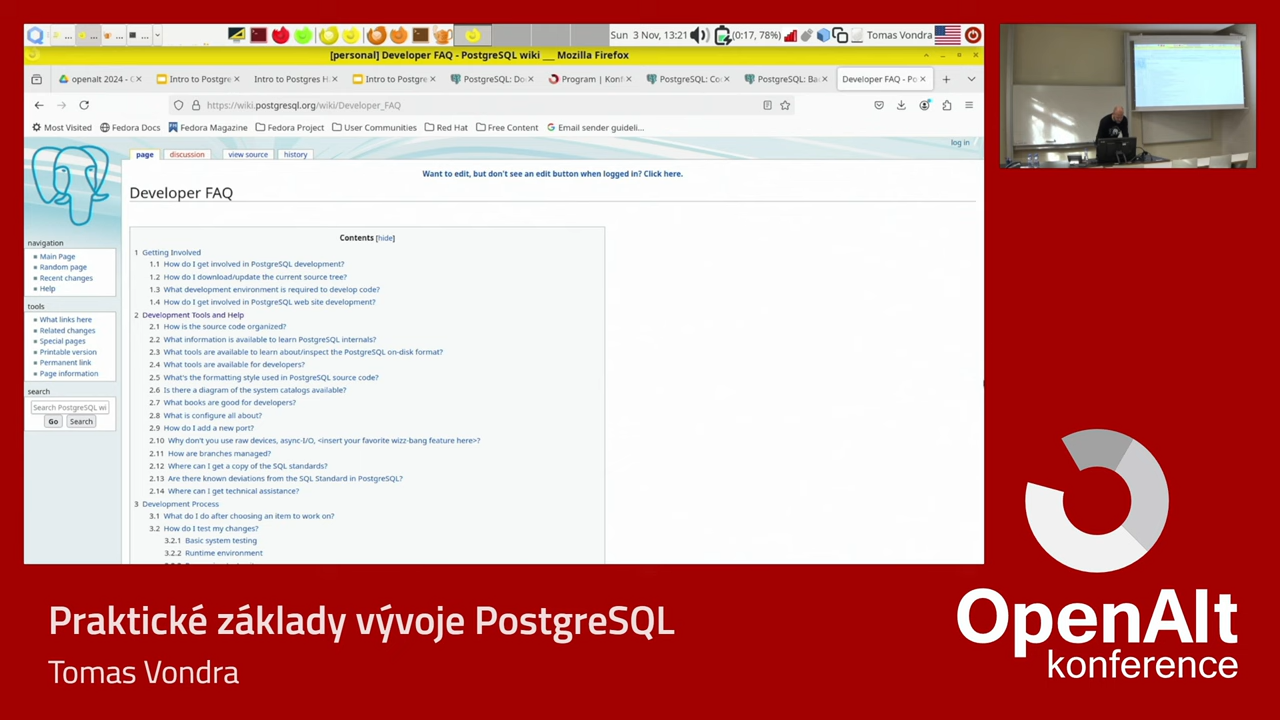 ... ... ... ...
Sun 3 Nov, 13:21
(0:17, 78%)
Tomas Vondra
[personal] Developer FAQ - PostgreSQL wiki __ Mozilla Firefox
openalt 2024 - C
Intro to Postgre
Intro to Postgres H
Intro to Postgre
PostgreSQL: Do
Program | Konf
PostgreSQL: Co
PostgreSQL: Ba
Developer FAQ - Po
https://wiki.postgresql.org/wiki/Developer_FAQ
Most Visited
Fedora Docs
Fedora Magazine
Fedora Project
User Communities
Red Hat
Free Content
Email sender guideli...
log in
page
discussion
view source
history
Want to edit, but don't see an edit button when logged in? Click here.
Developer FAQ
navigation
Main Page
Random page
Recent changes
Help
tools
What links here
Related changes
Special pages
Printable version
Permanent link
Page information
search
Search PostgreSQL wi
Go
Search
Contents [hide]
1 Getting Involved
1.1 How do I get involved in PostgreSQL development?
1.2 How do I download/update the current source tree?
1.3 What development environment is required to develop code?
1.4 How do I get involved in PostgreSQL web site development?
2 Development Tools and Help
2.1 How is the source code organized?
2.2 What information is available to learn PostgreSQL internals?
2.3 What tools are available to learn about/inspect the PostgreSQL on-disk format?
2.4 What tools are available for developers?
2.5 What's the formatting style used in PostgreSQL source code?
2.6 Is there a diagram of the system catalogs available?
2.7 What books are good for developers?
2.8 What is configure all about?
2.9 How do I add a new port?
2.10 Why don't you use raw devices, async-I/O, <insert your favorite wizz-bang feature here>?
2.11 How are branches managed?
2.12 Where can I get a copy of the SQL standards?
2.13 Are there known deviations from the SQL Standard in PostgreSQL?
2.14 Where can I get technical assistance?
3 Development Process
3.1 What do I do after choosing an item to work on?
3.2 How do I test my changes?
3.2.1 Basic system testing
3.2.2 Runtime environment
Praktické základy vývoje PostgreSQL
Tomas Vondra
OpenAlt
konference